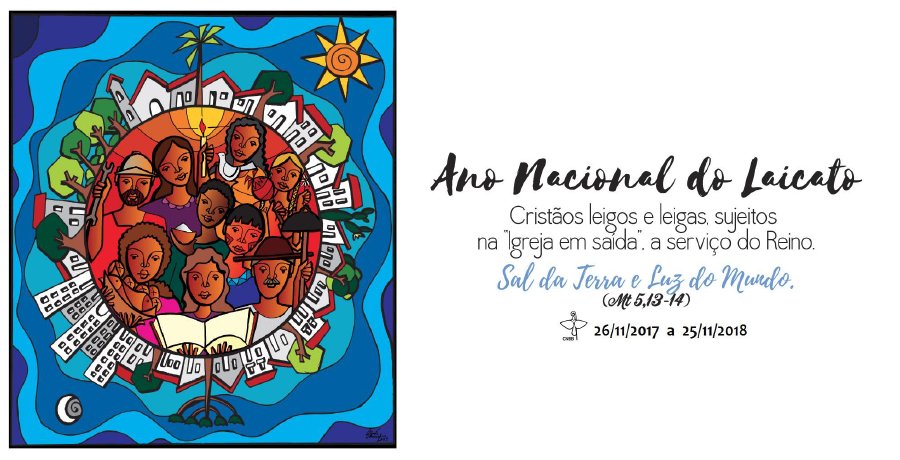 Ano Nacional do Laicato
Cristãos leigos e leigas, sujeitos
na "Igreja em saída", a serviço do Reino.
Sal da Terra e Luz do Mundo.
(Mt 5,13-14)
CNBB
26/11/2017 a 25/11/2018